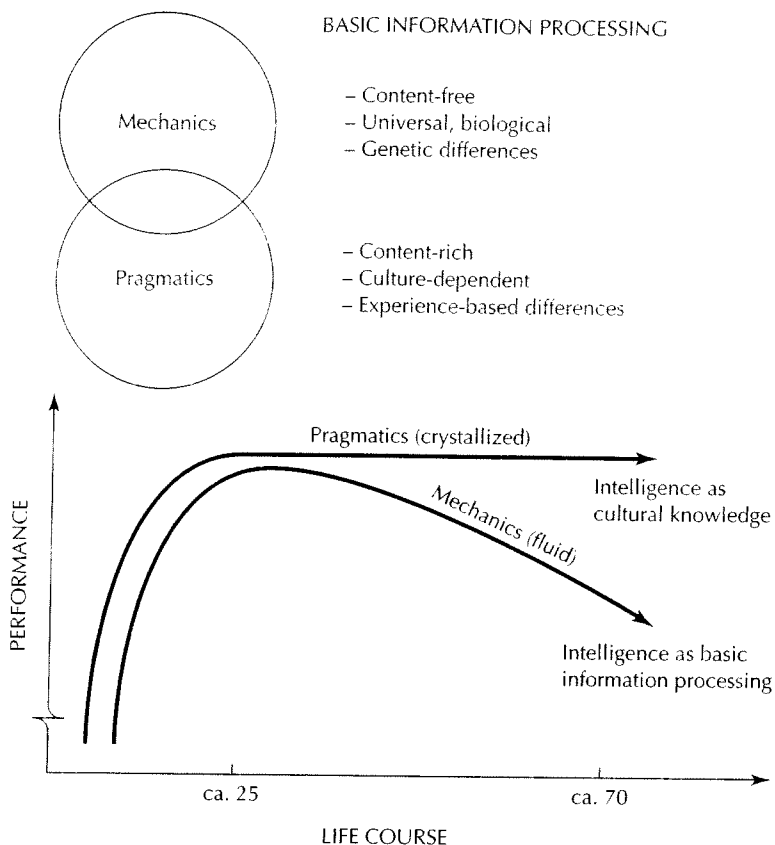 BASIC INFORMATION PROCESSING
Mechanics
– Content-free
– Universal, biological
– Genetic differences
Pragmatics
– Content-rich
– Culture-dependent
– Experience-based differences
Pragmatics (crystallized)
Intelligence as
cultural knowledge
Mechanics (fluid)
Intelligence as basic
information processing
PERFORMANCE
ca. 25
ca. 70
LIFE COURSE